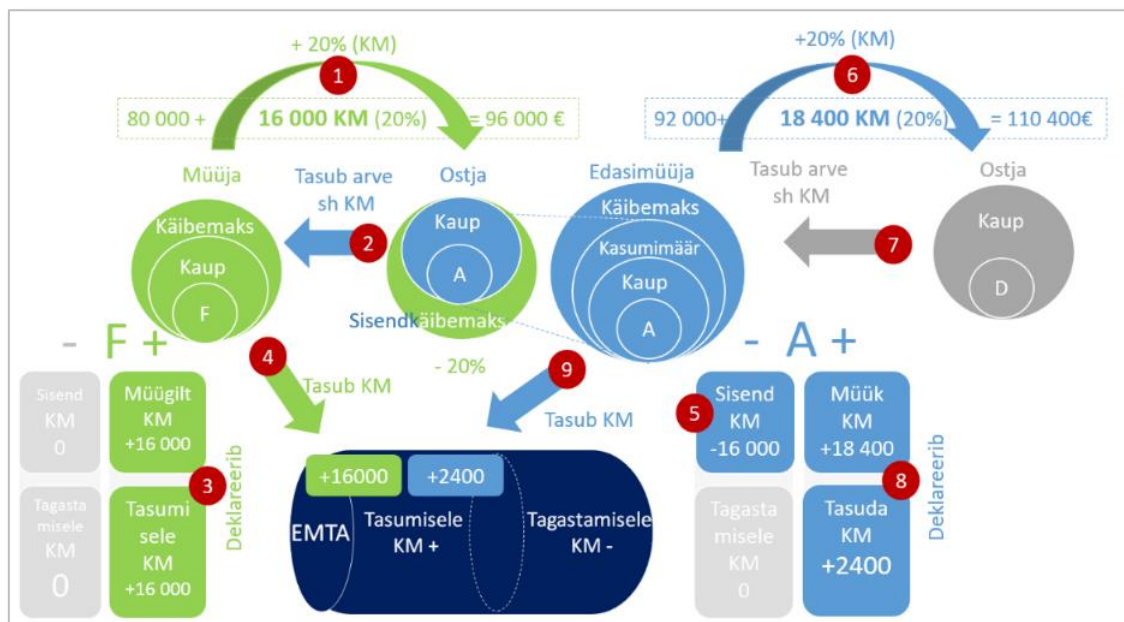 + 20% (KM)
1
80 000 + 16 000 KM (20%) = 96 000 €
+20% (KM)
6
92 000+ 18 400 KM (20%) = 110 400€
Müüja
Tasub arve
sh KM
Ostja
Edasimüüja
Tasub arve
sh KM
Ostja
Käibemaks
Kaup
F
2
Kaup
A
Sisendkäibemaks
Käibemaks
Kasumimäär
Kaup
A
7
Kaup
D
- F +
4
Tasub KM
- 20%
9
Tasub KM
- A +
Sisend
KM
0
Müügilt
KM
+16 000
3
Deklareerib
Tagasta
misele
KM
0
Tasumi
sele
KM
+16 000
+16000
+2400
EMTA
Tasumisele
KM +
Tagastamisele
KM -
5
Sisend
KM
-16 000
Müük
KM
+18 400
8
Deklareerib
Tagasta
misele
KM
0
Tasuda
KM
+2400